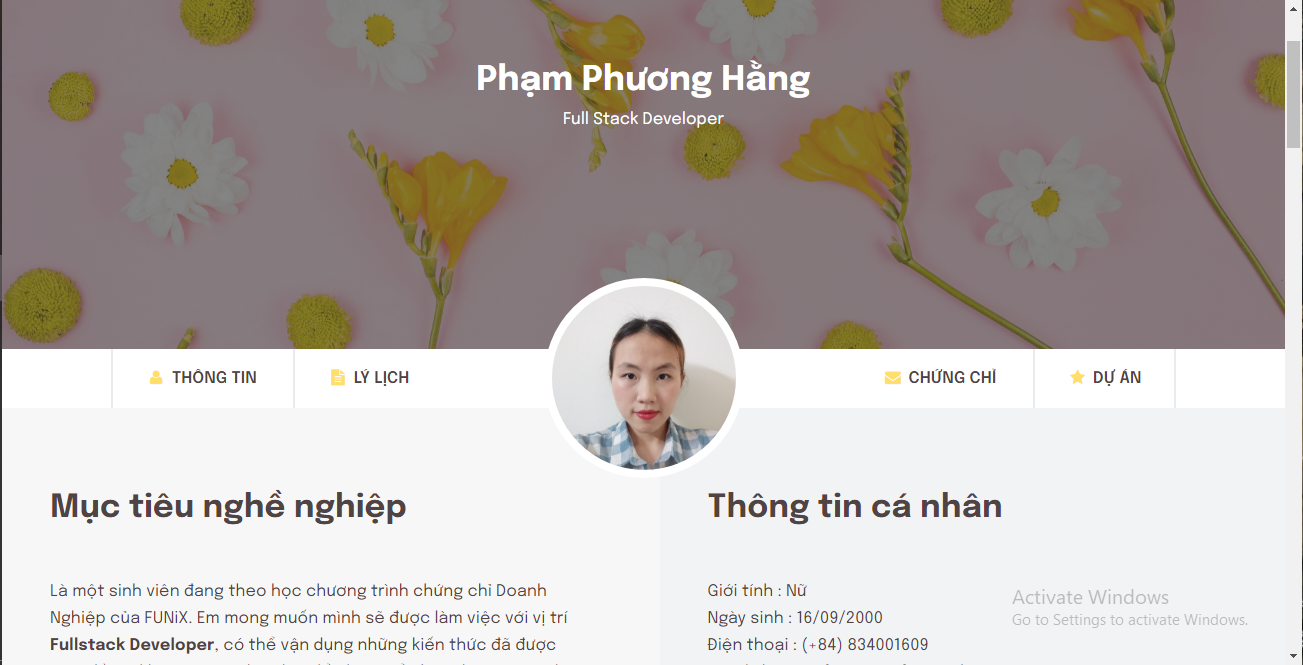 Phạm Phương Hằng
Full Stack Developer
THÔNG TIN
LÝ LỊCH
CHỨNG CHỈ
DỰ ÁN
Mục tiêu nghề nghiệp
Là một sinh viên đang theo học chương trình chứng chỉ Doanh
Nghiệp của FUNiX. Em mong muốn mình sẽ được làm việc với vị trí
Fullstack Developer, có thể vận dụng những kiến thức đã được
Thông tin cá nhân
Giới tính : Nữ
Ngày sinh : 16/09/2000
Điện thoại : (+84) 834001609
Activate Windows
Go to Settings to activate Windows.